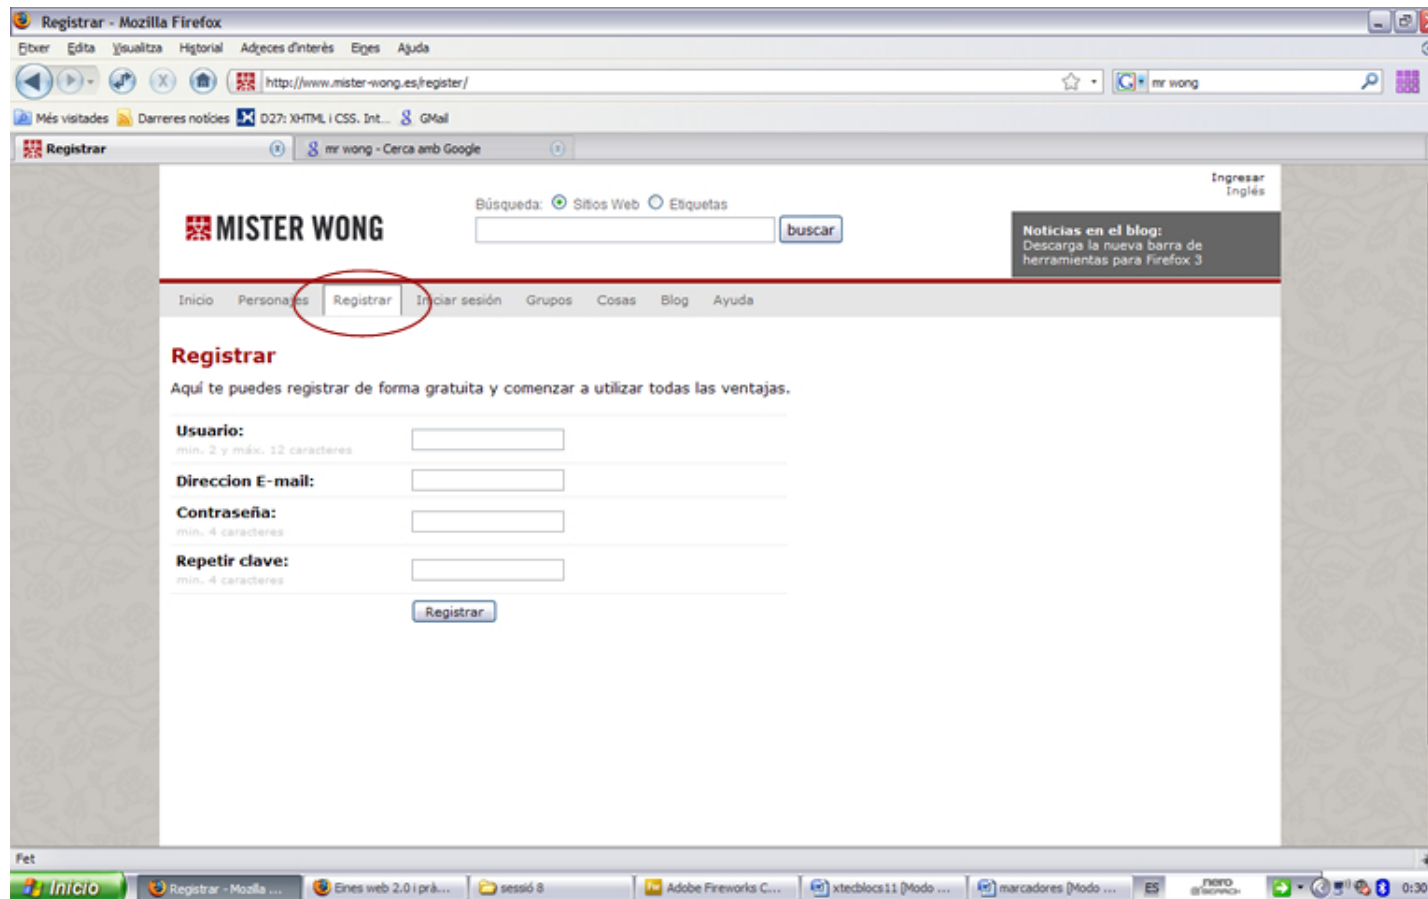 Registrar - Mozilla Firefox
Fitxer Edita Visualitza Historial Adreces d'interès Eines Ajuda
http://www.mister-wong.es/register/
mr wong
Més visitades Darreres notícies D27: XHTML i CSS. Int... GMail
Registrar mr wong - Cerca amb Google
Ingresar
Inglés
Búsqueda: Sitios Web Etiquetas
MISTER WONG
buscar
Noticias en el blog:
Descarga la nueva barra de
herramientas para Firefox 3
Inicio Personajes Registrar Iniciar sesión Grupos Cosas Blog Ayuda
Registrar
Aquí te puedes registrar de forma gratuita y comenzar a utilizar todas las ventajas.
Usuario:
min. 2 y máx. 12 caracteres
Direccion E-mail:
Contraseña:
min. 4 caracteres
Repetir clave:
min. 4 caracteres
Registrar
Fet
Inicio Registrar - Mozilla ... Eines web 2.0 i prà... sessió 8 Adobe Fireworks C... xtecblocs11 [Modo ... marcadores [Modo ... ES nero 0:30